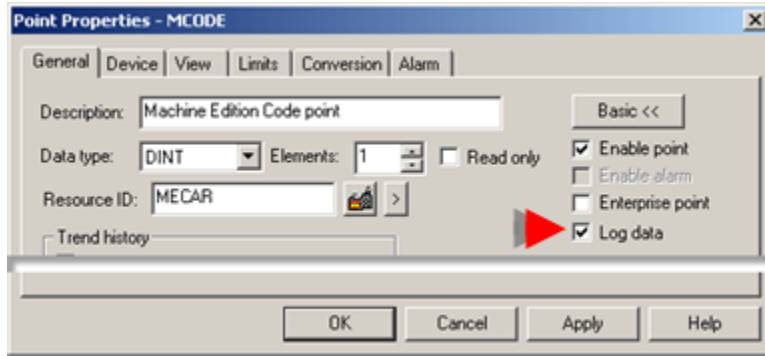 Point Properties - MCODE
General Device View Limits Conversion Alarm
Description: Machine Edition Code point
Basic <<
Data type: DINT Elements: 1 Read only
Enable point
Enable alarm
Resource ID: MECAR >
Enterprise point
Trend history
Log data
OK Cancel Apply Help